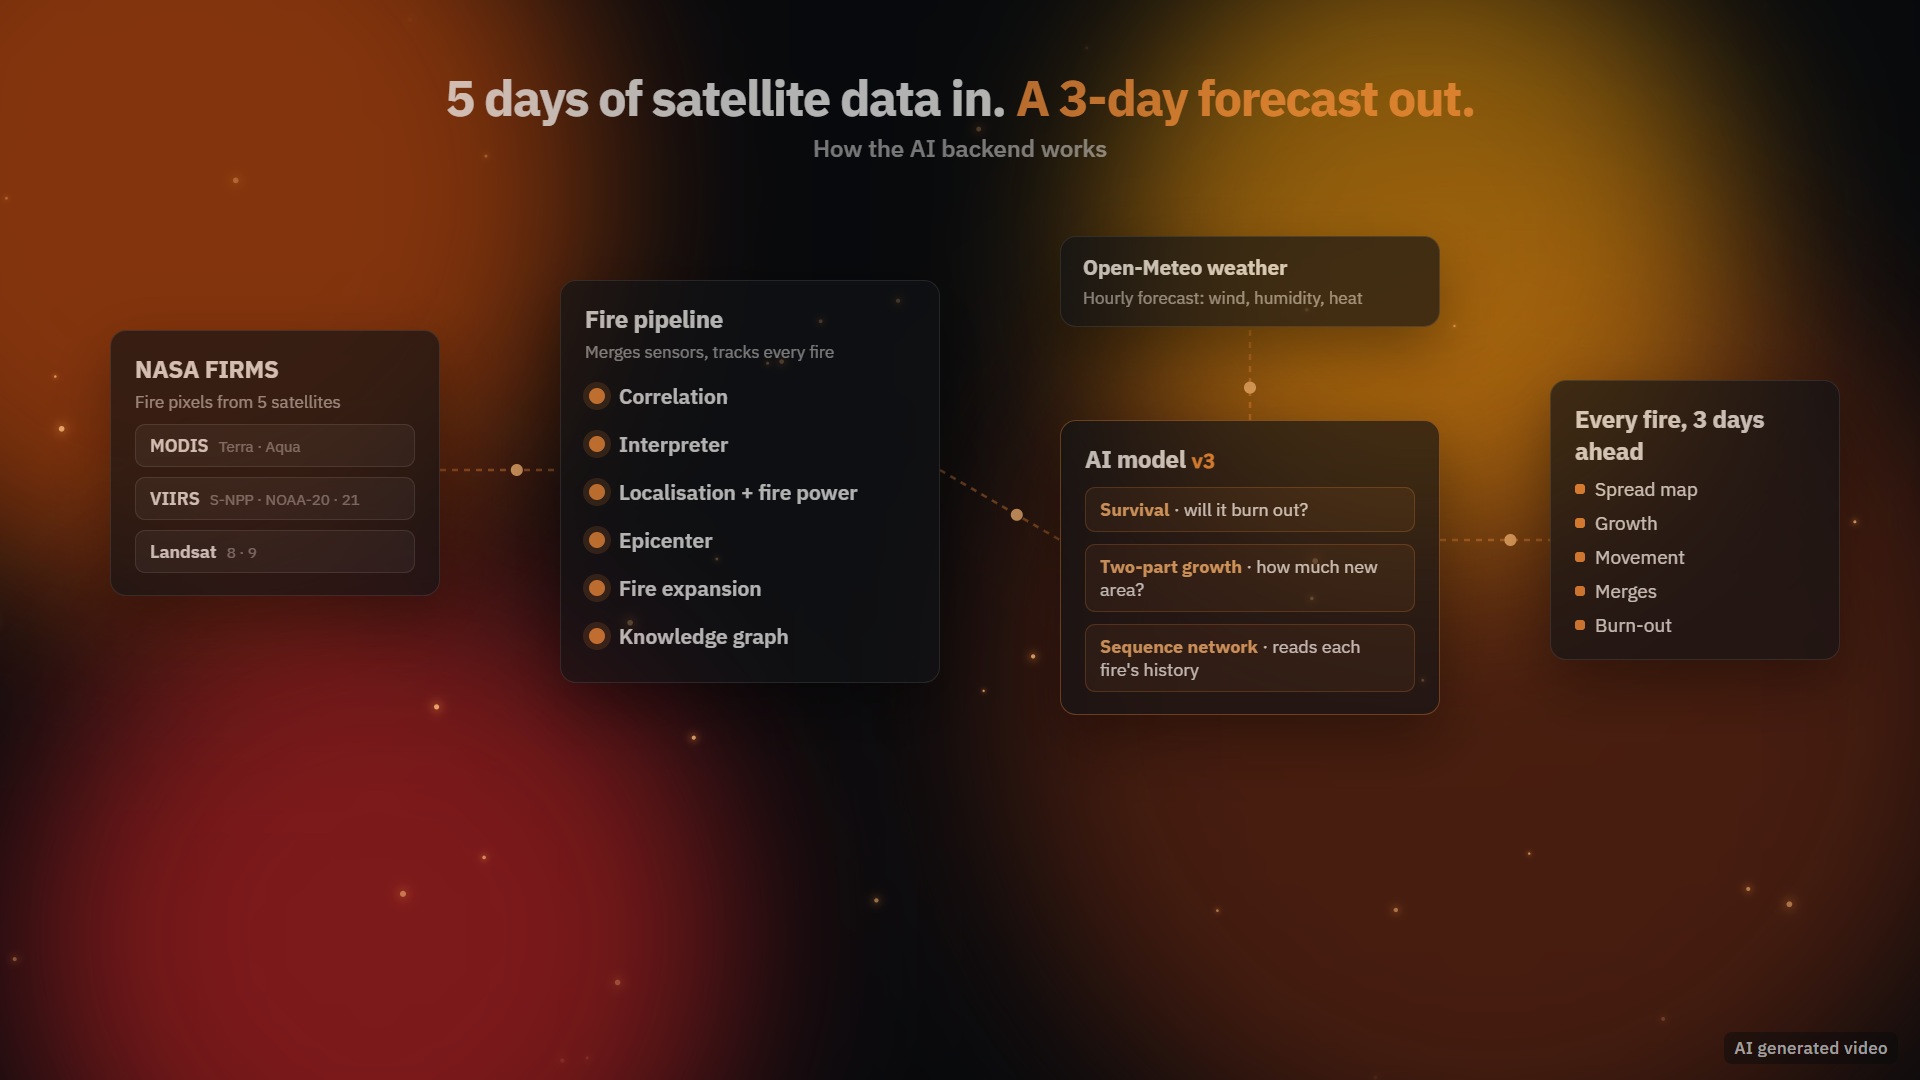 5 days of satellite data in. A 3-day forecast out.
How the AI backend works
NASA FIRMS
Fire pixels from 5 satellites
MODIS Terra · Aqua
VIIRS S-NPP · NOAA-20 · 21
Landsat 8 · 9
Fire pipeline
Merges sensors, tracks every fire
Correlation
Interpreter
Localisation + fire power
Epicenter
Fire expansion
Knowledge graph
Open-Meteo weather
Hourly forecast: wind, humidity, heat
AI model v3
Survival · will it burn out?
Two-part growth · how much new
area?
Sequence network · reads each
fire's history
Every fire, 3 days
ahead
Spread map
Growth
Movement
Merges
Burn-out
AI generated video